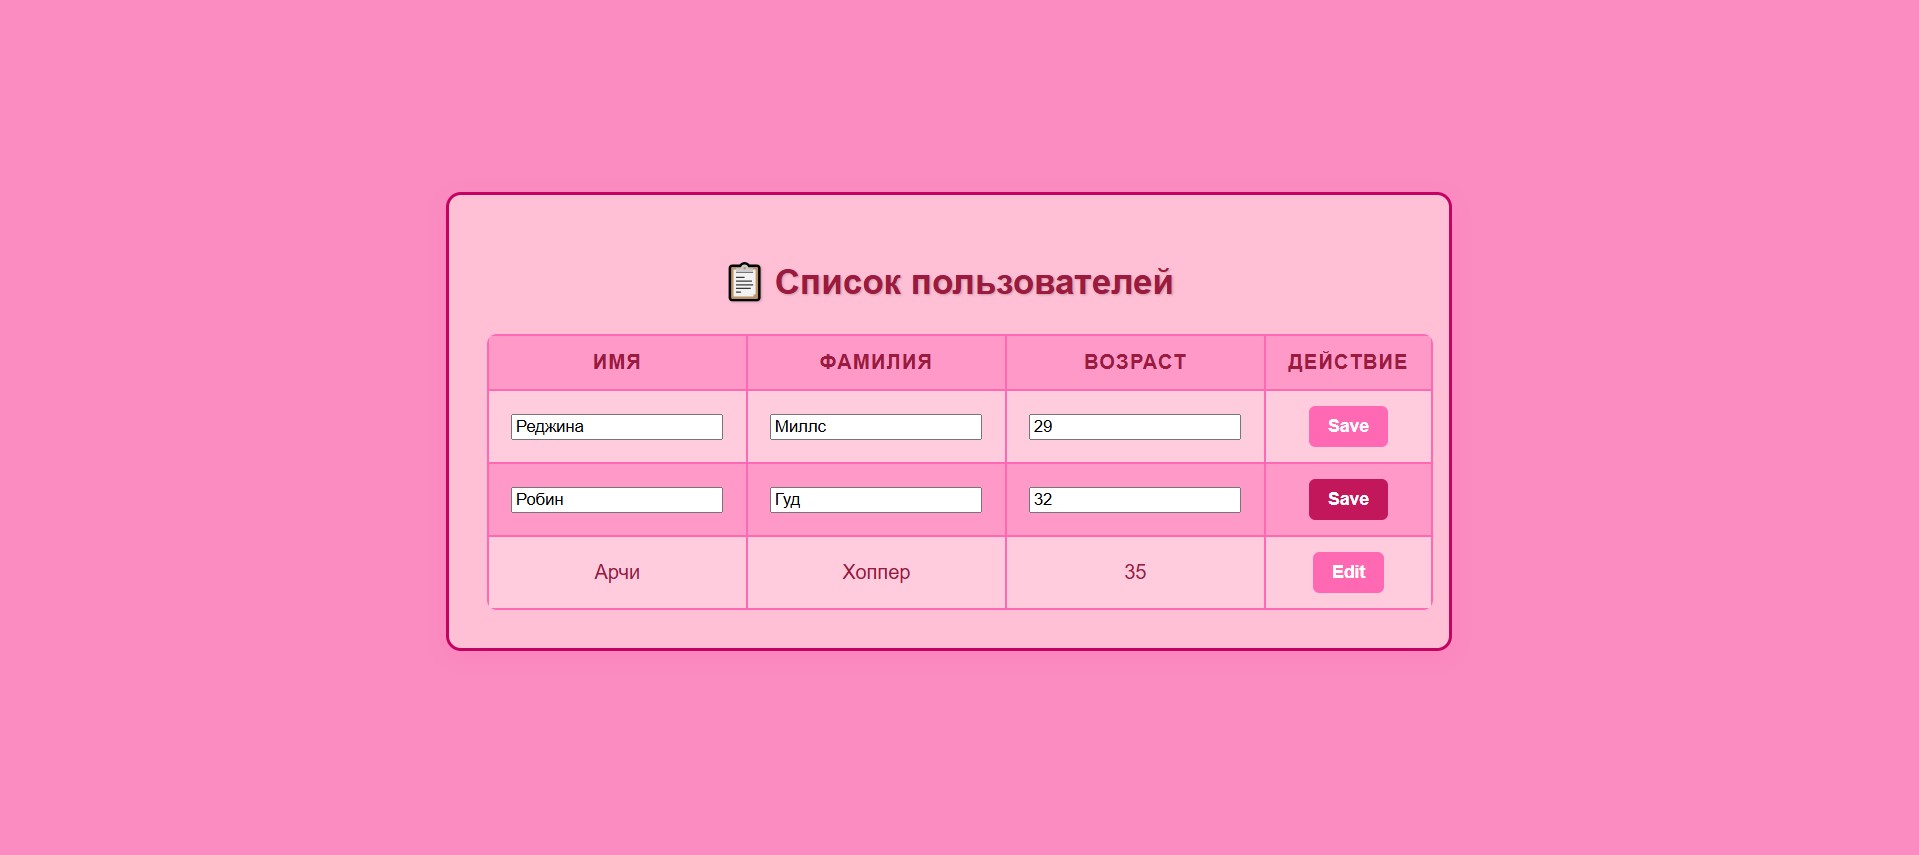 Список пользователей
ИМЯ ФАМИЛИЯ ВОЗРАСТ ДЕЙСТВИЕ
Реджина Миллс 29 Save
Робин Гуд 32 Save
Арчи Хоппер 35 Edit